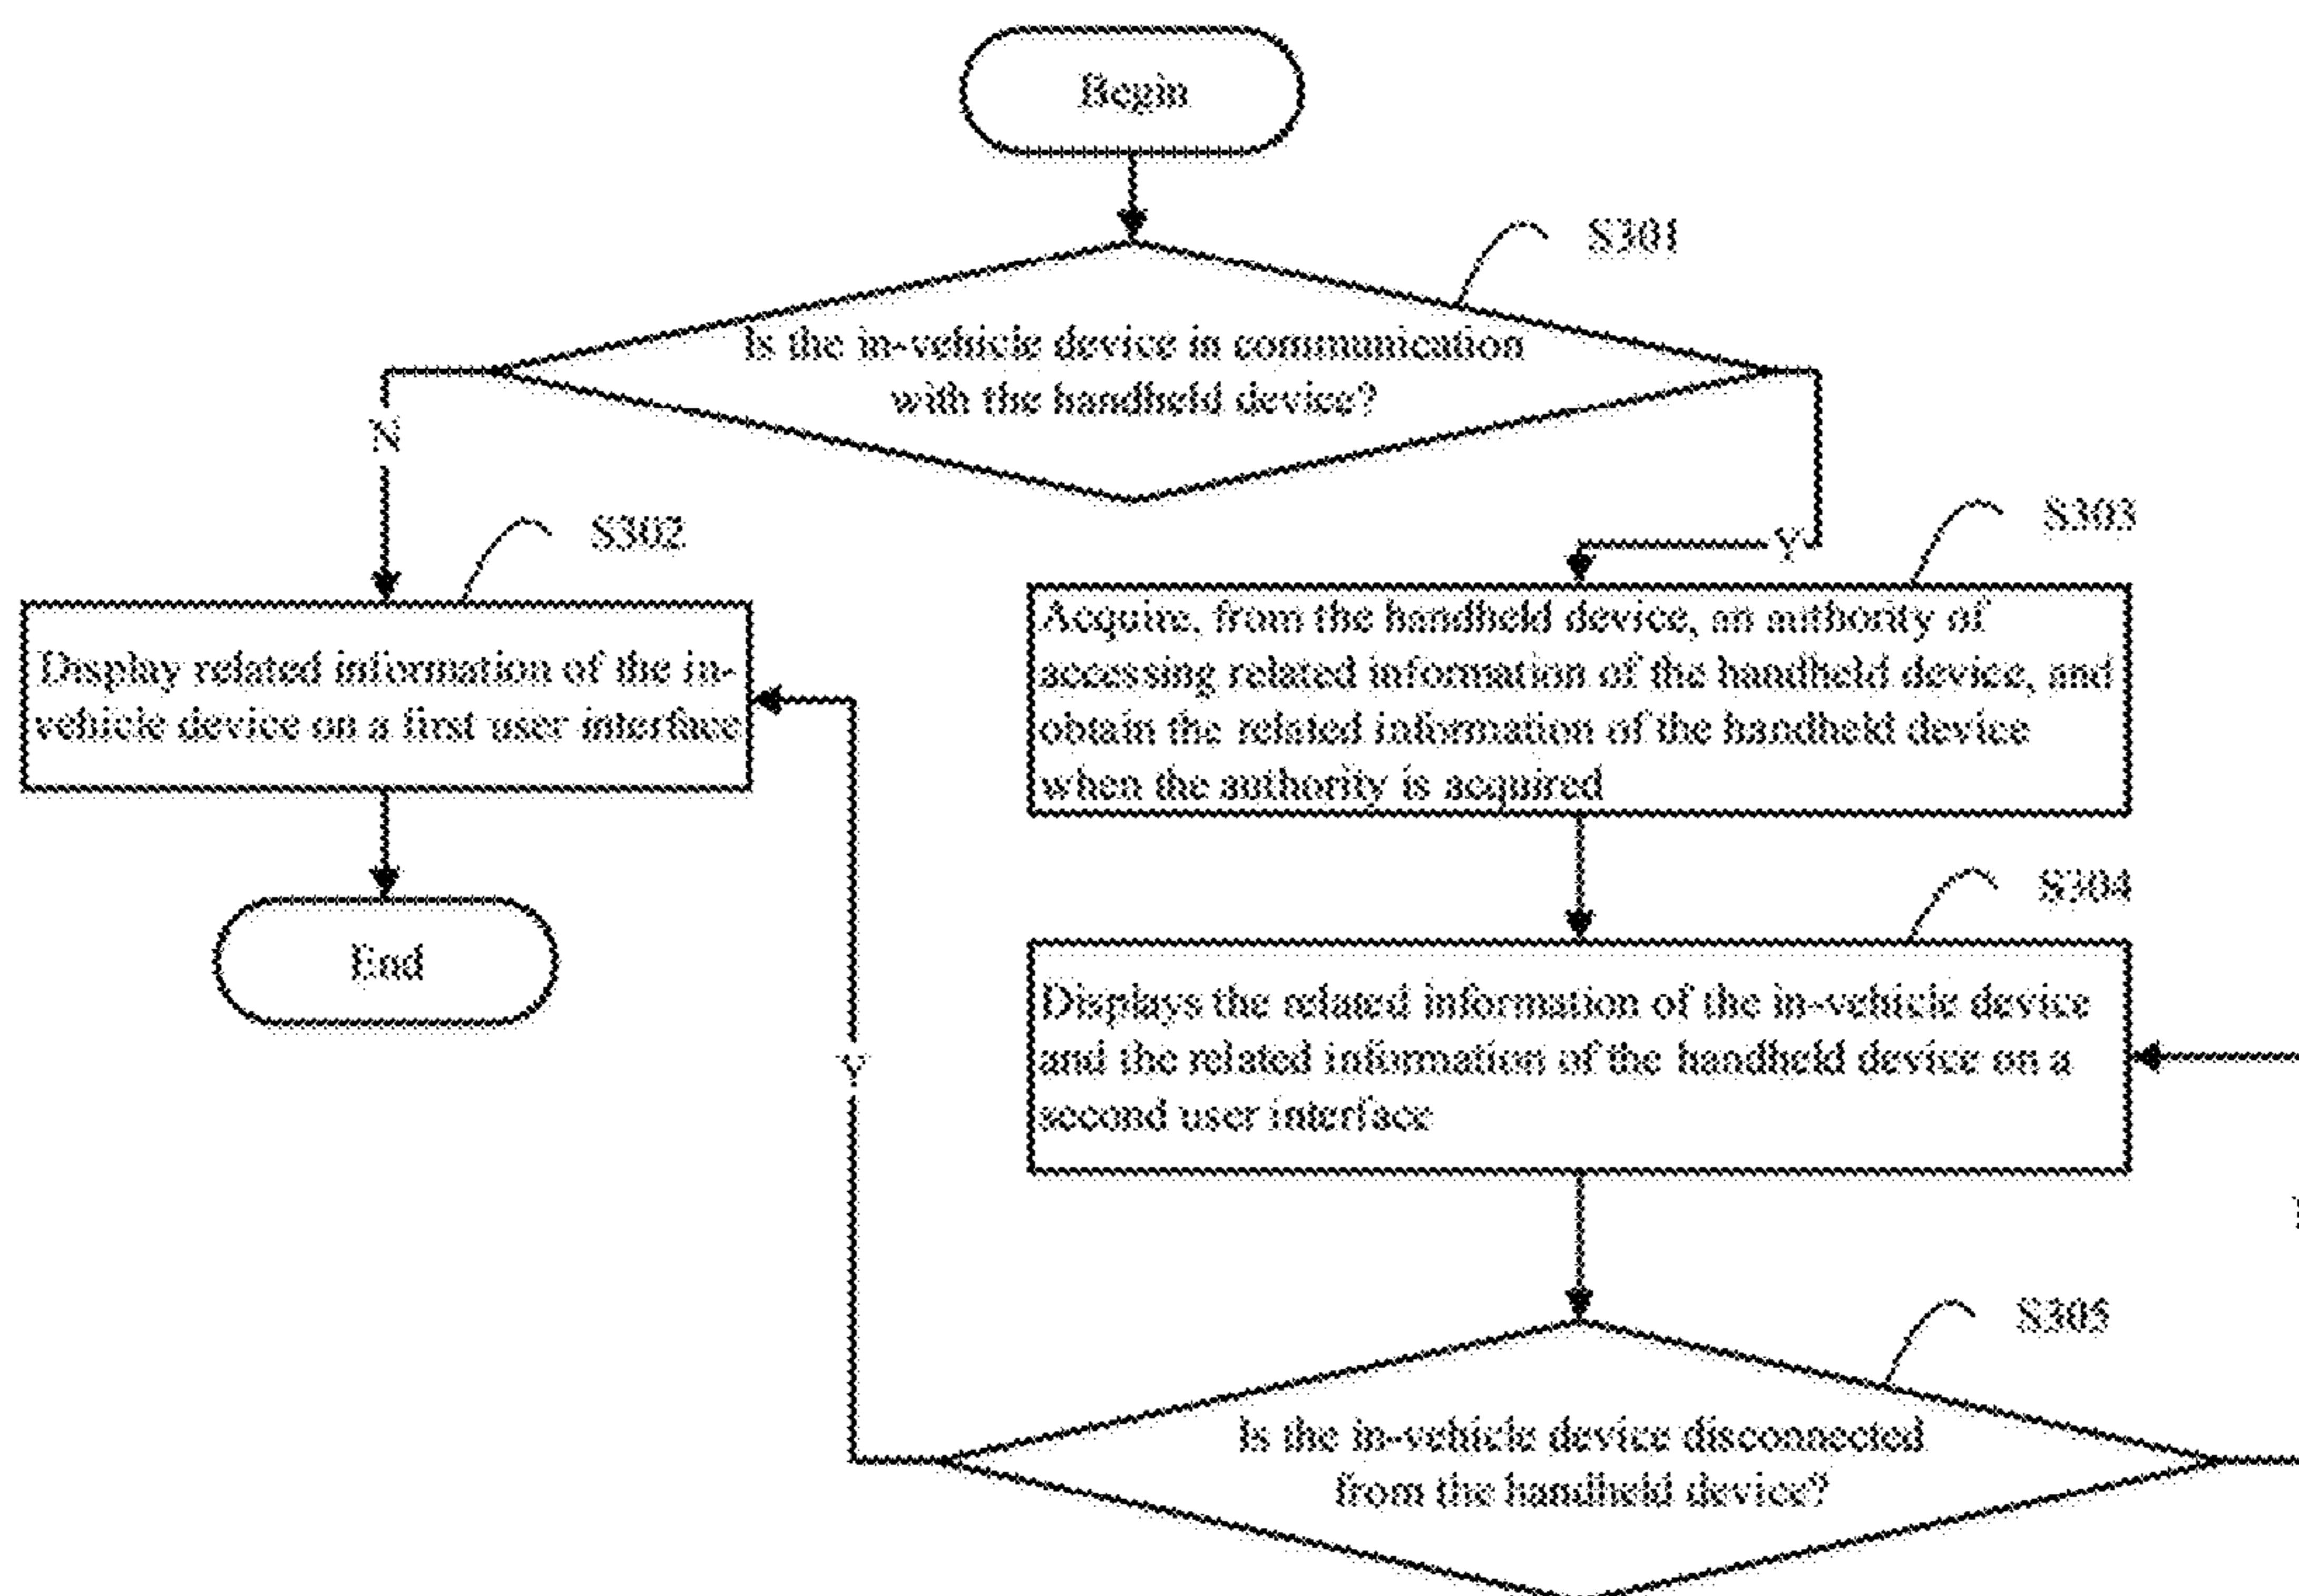 Begin
S301
Is the in-vehicle device in communication
with the handheld device?
N
Y
S302
S303
Display related information of the in-
vehicle device on a first user interface
Acquire, from the handheld device, an authority of
accessing related information of the handheld device, and
obtain the related information of the handheld device
when the authority is acquired
End
S304
Displays the related information of the in-vehicle device
and the related information of the handheld device on a
second user interface
Y
S305
Is the in-vehicle device disconnected
from the handheld device?